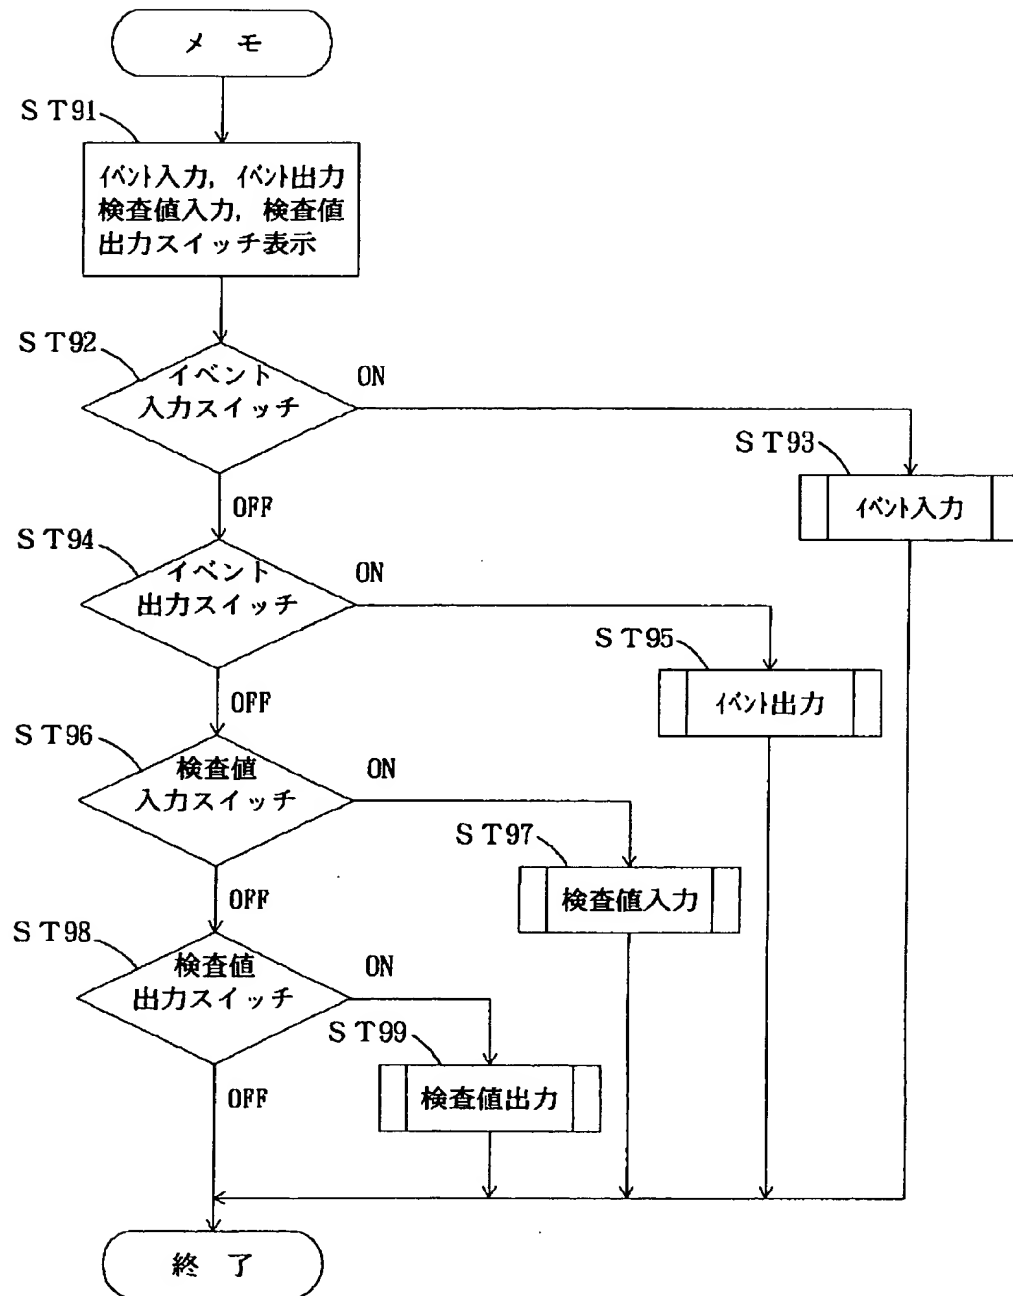 メ モ
ST91
ｲﾍﾞﾝﾄ入力, ｲﾍﾞﾝﾄ出力
検査値入力, 検査値
出力スイッチ表示
ST92
イベント
入力スイッチ
ON
ST93
ｲﾍﾞﾝﾄ入力
OFF
ST94
イベント
出力スイッチ
ON
ST95
ｲﾍﾞﾝﾄ出力
OFF
ST96
検査値
入力スイッチ
ON
ST97
検査値入力
OFF
ST98
検査値
出力スイッチ
ON
ST99
検査値出力
OFF
終 了